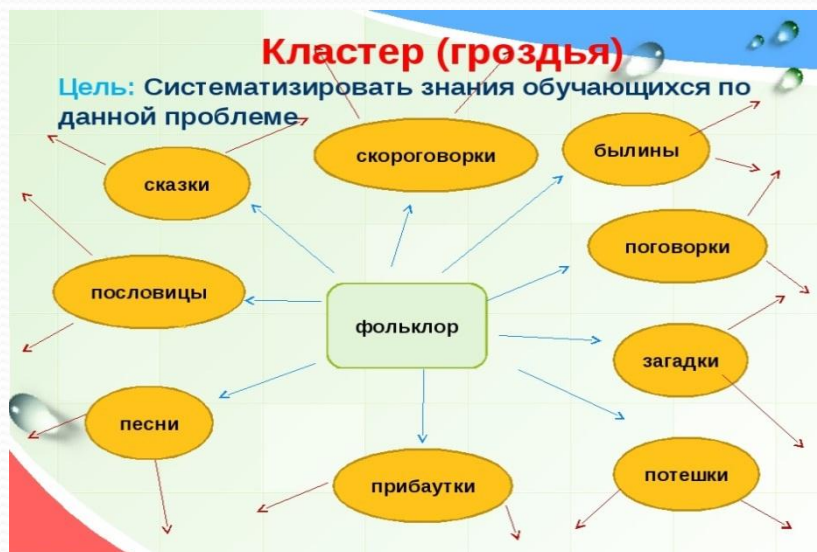 Кластер (гроздья)
Цель: Систематизировать знания обучающихся по
данной проблеме
сказки
скороговорки
былины
пословицы
поговорки
фольклор
загадки
песни
прибаутки
потешки